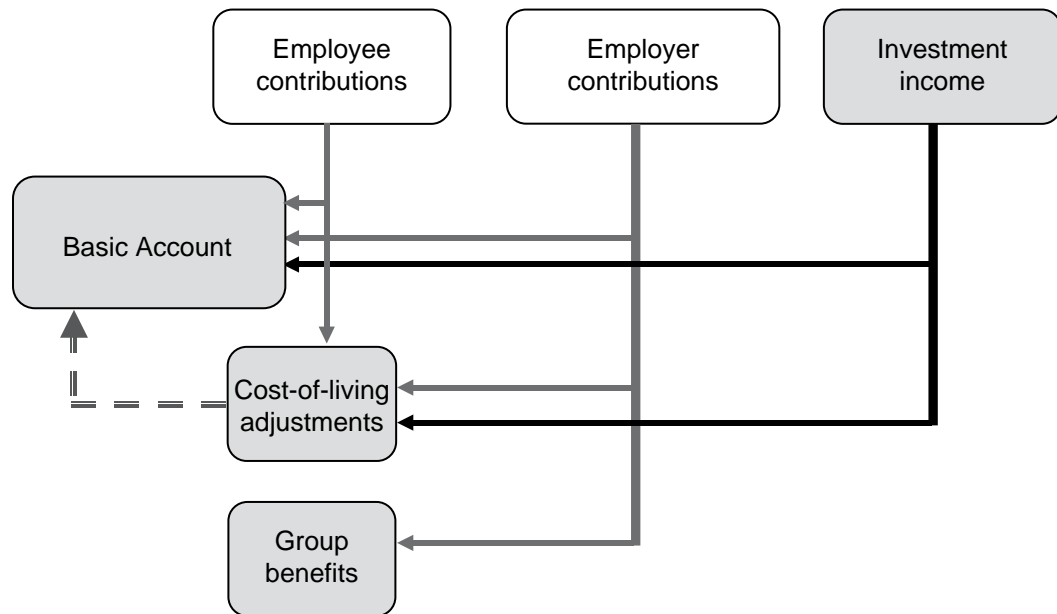 Employee
contributions
Employer
contributions
Investment
income
Basic Account
Cost-of-living
adjustments
Group
benefits